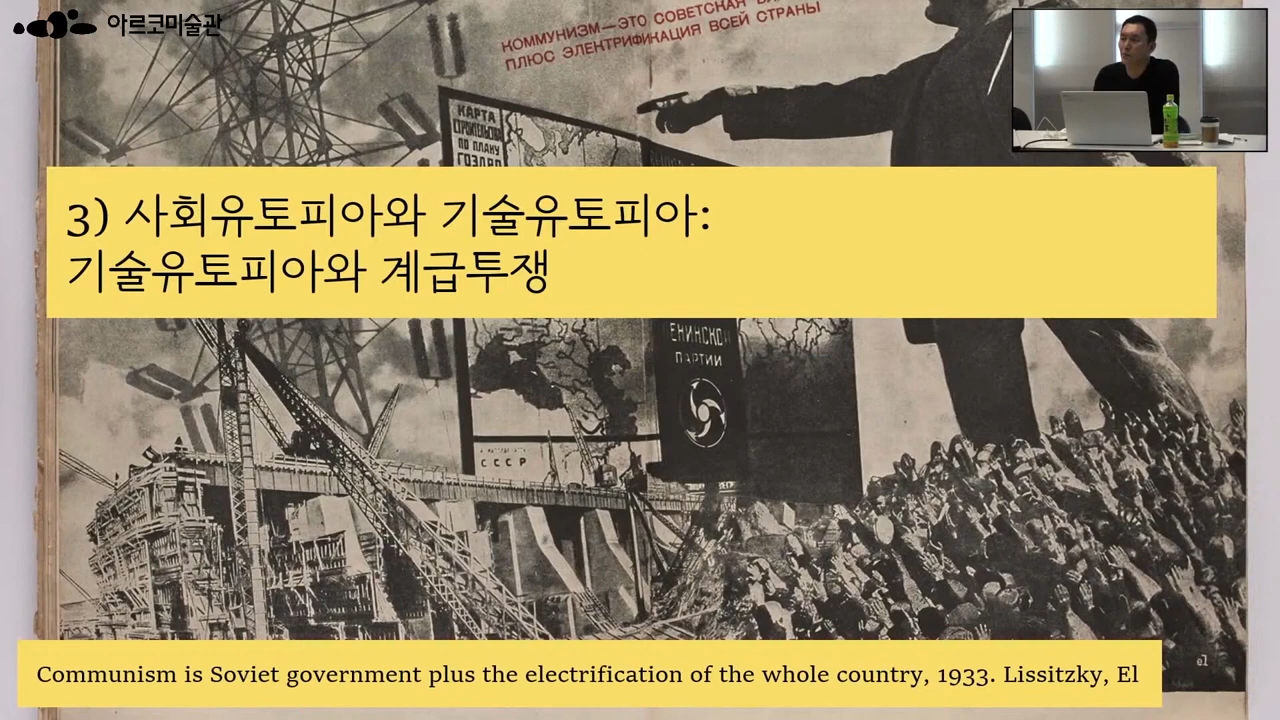 아르코미술관
КОММУНИЗМ—ЭТО СОВЕТСКАЯ
ПЛЮС ЭЛЕКТРИФИКАЦИЯ ВСЕЙ СТРАНЫ
КАРТА
СТРОИТЕЛЬСТВА
ПО ПЛАНУ
ГОЭЛРО
3) 사회유토피아와 기술유토피아:
기술유토피아와 계급투쟁
ЕНИНСКОЙ
ПАРТИИ
СССР
el
Communism is Soviet government plus the electrification of the whole country, 1933. Lissitzky, El